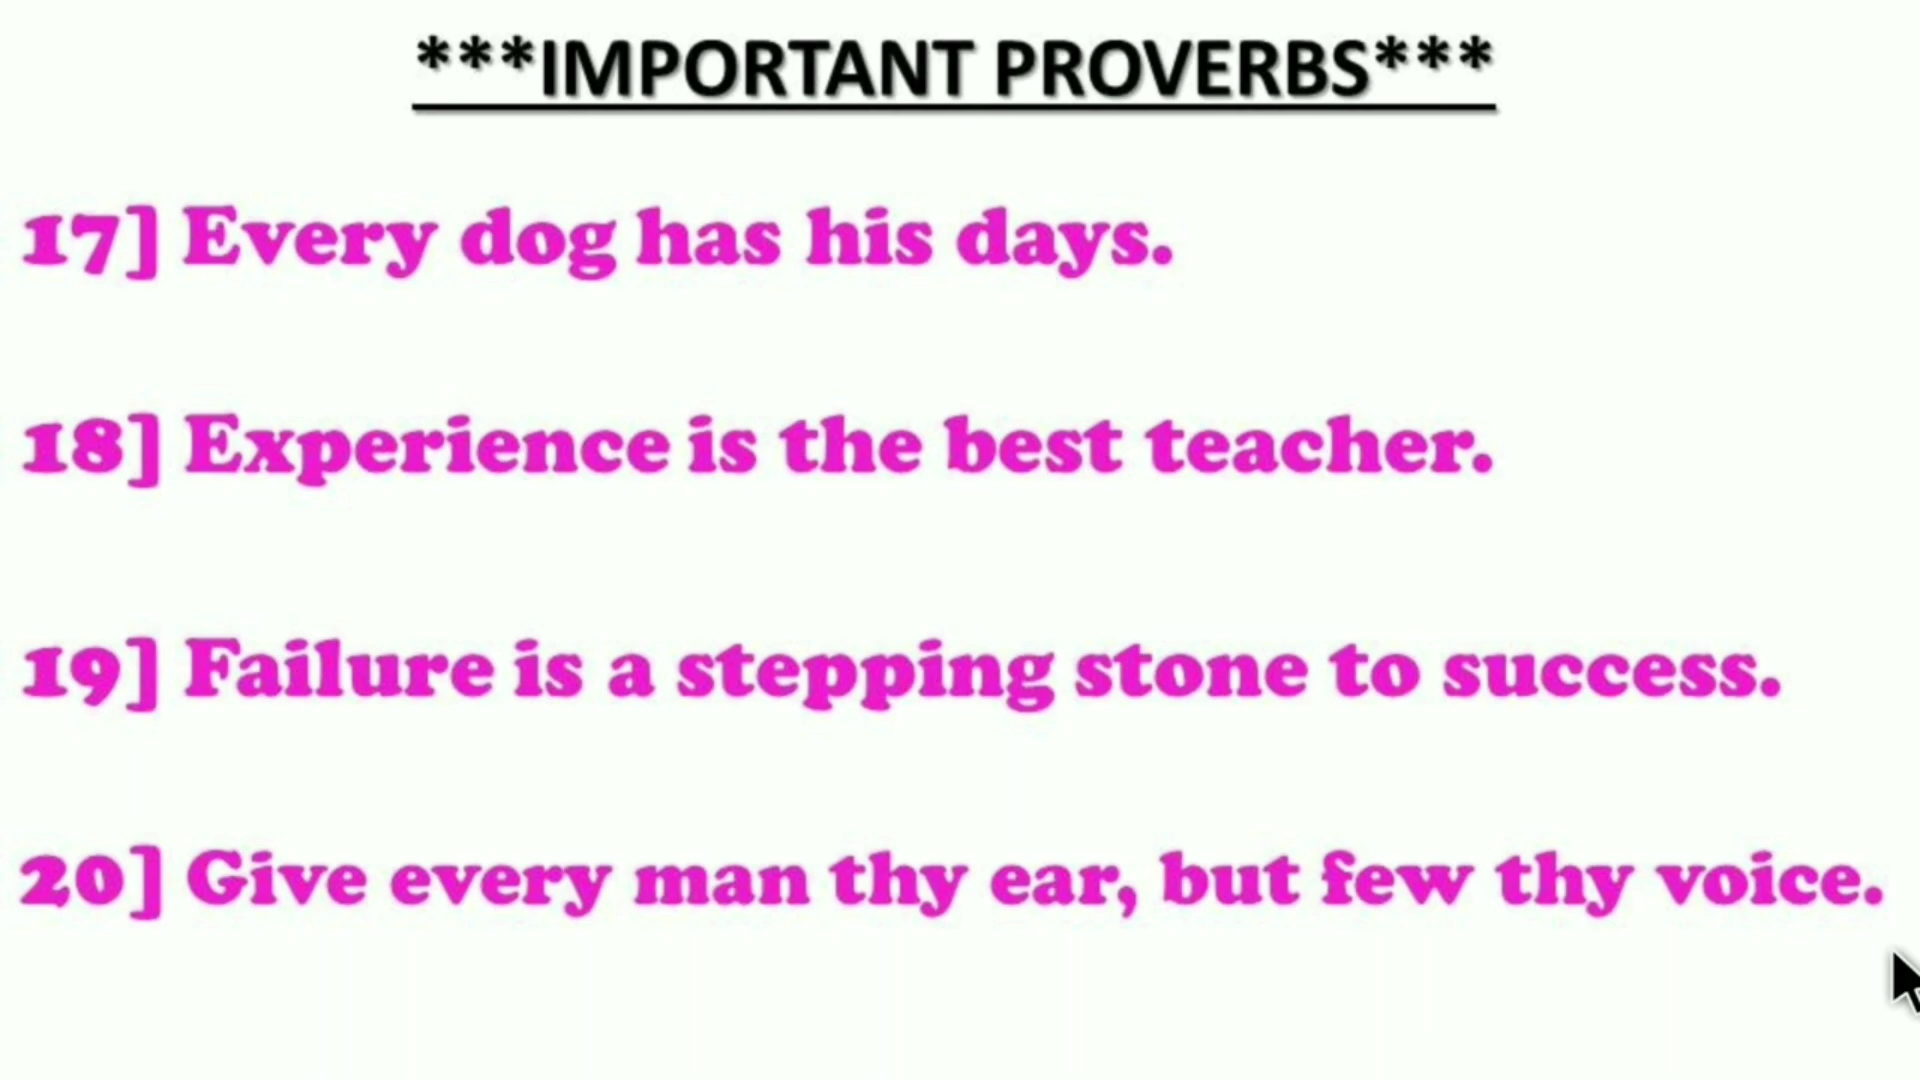 ***IMPORTANT PROVERBS***
17] Every dog has his days.
18] Experience is the best teacher.
19] Failure is a stepping stone to success.
20] Give every man thy ear, but few thy voice.